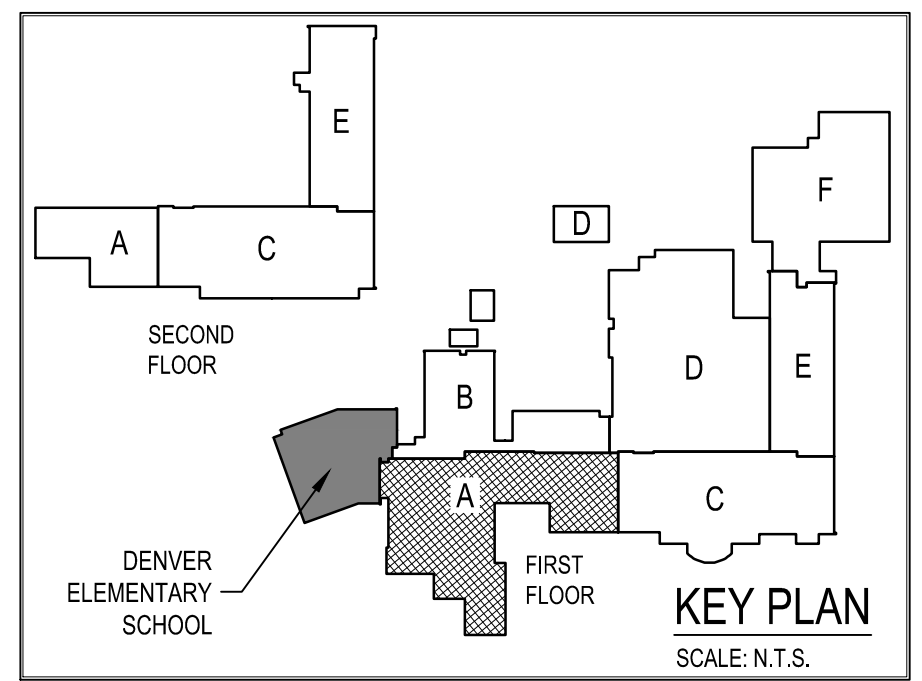 E
A
C
SECOND
FLOOR
F
D
D
E
B
A
C
DENVER
ELEMENTARY
SCHOOL
FIRST
FLOOR
KEY PLAN
SCALE: N.T.S.